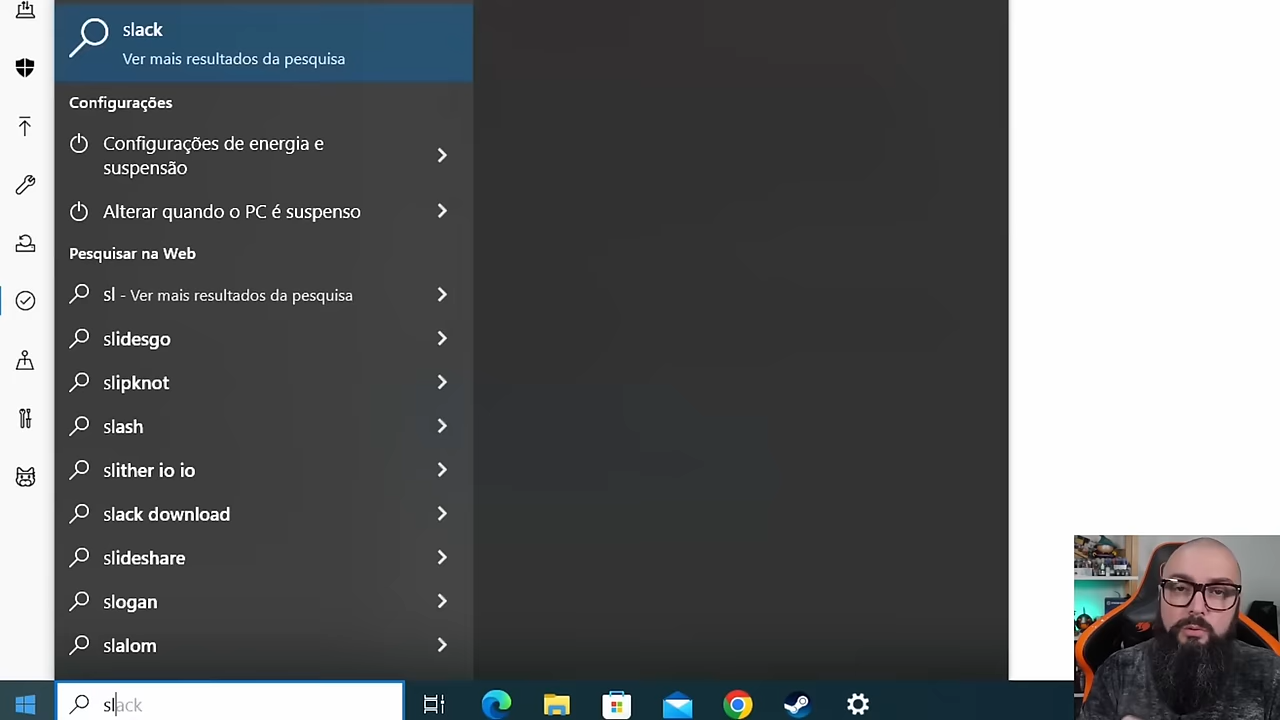 slack
Ver mais resultados da pesquisa
Configurações
Configurações de energia e
suspensão
Alterar quando o PC é suspenso
Pesquisar na Web
sl - Ver mais resultados da pesquisa
slidesgo
slipknot
slash
slither io io
slack download
slideshare
slogan
slalom
slack